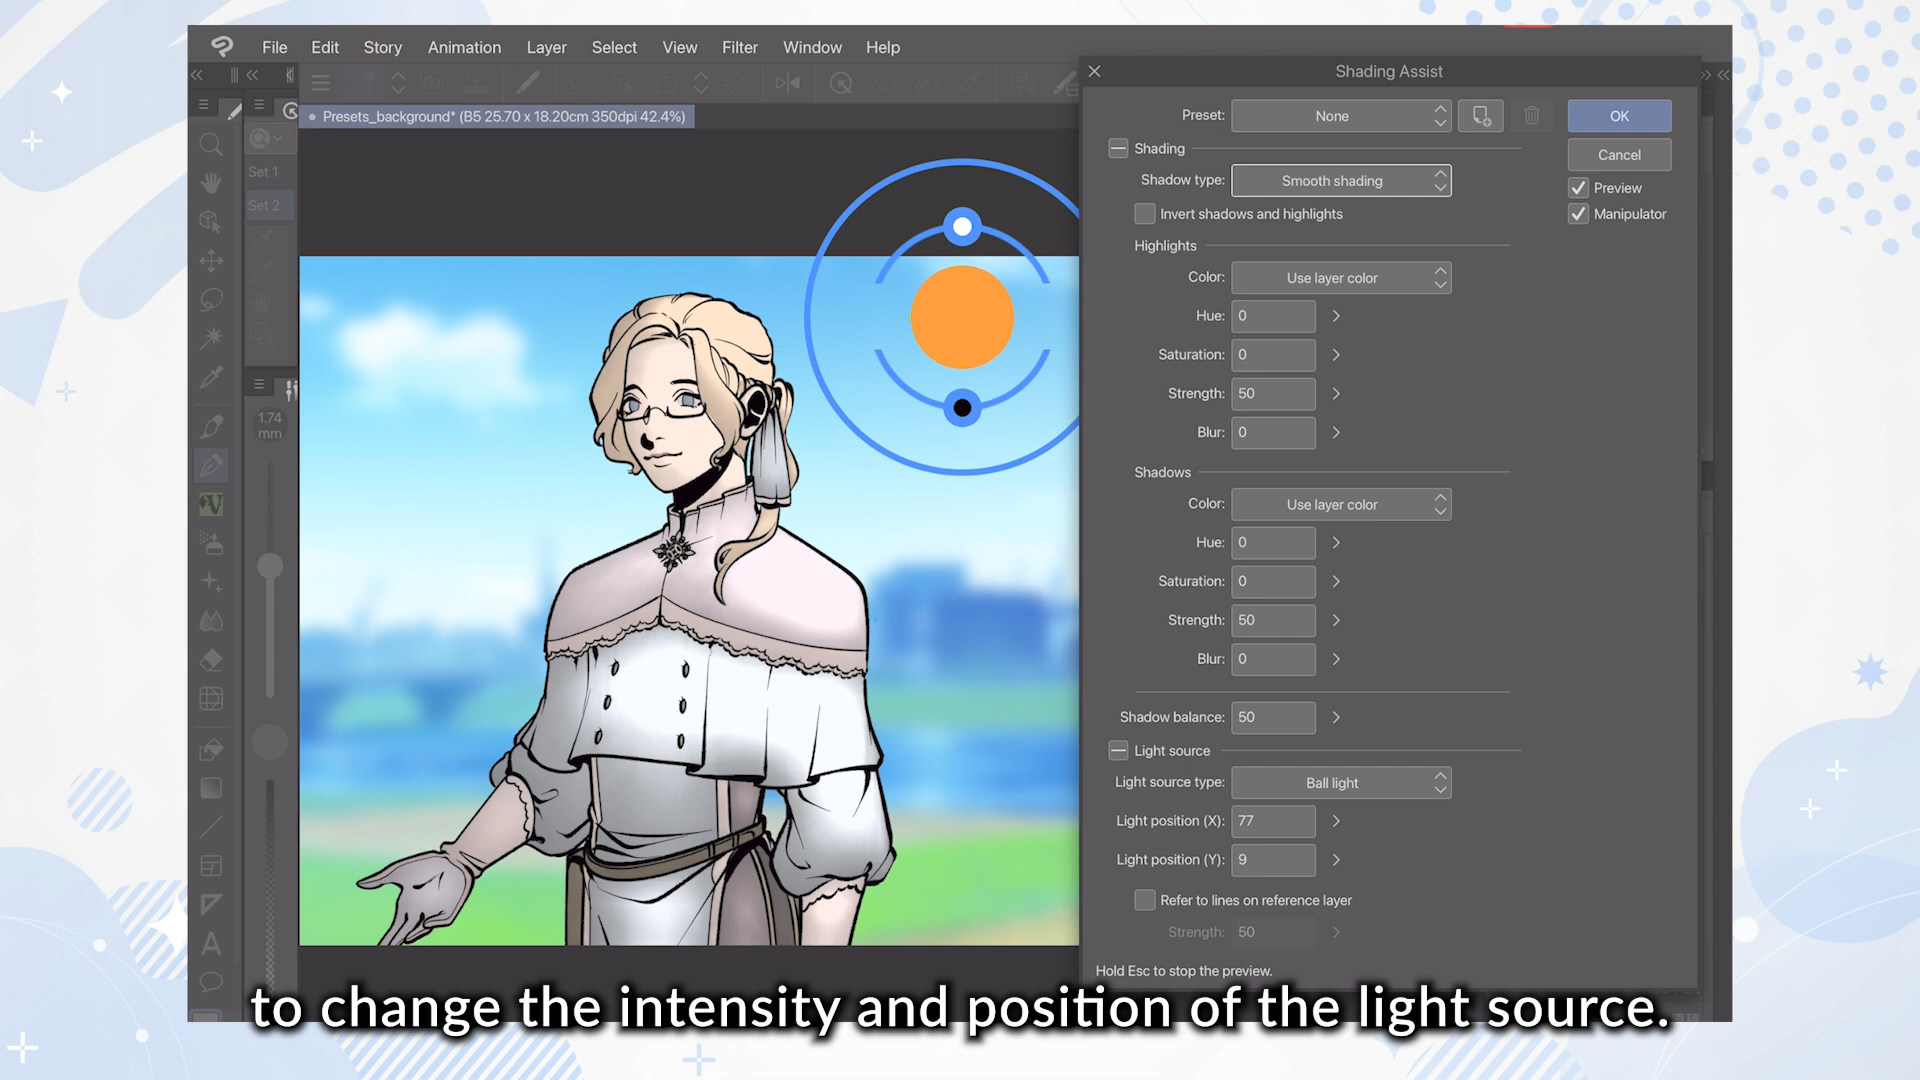 File Edit Story Animation Layer Select View Filter Window Help
Shading Assist
Presets_background* (B5 25.70 x 18.20cm 350dpi 42.4%)
Set 1
Set 2
1.74
mm
A
Preset: None
OK
Cancel
Preview
Manipulator
Shading
Shadow type: Smooth shading
Invert shadows and highlights
Highlights
Color: Use layer color
Hue: 0
Saturation: 0
Strength: 50
Blur: 0
Shadows
Color: Use layer color
Hue: 0
Saturation: 0
Strength: 50
Blur: 0
Shadow balance: 50
Light source
Light source type: Ball light
Light position (X): 77
Light position (Y): 9
Refer to lines on reference layer
Strength: 50
Hold Esc to stop the preview.
to change the intensity and position of the light source.